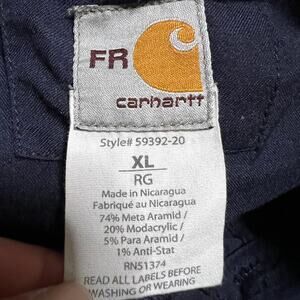 FR
carhartt
Style# 59392-20
XL
RG
Made in Nicaragua
Fabriqué au Nicaragua
74% Meta Aramid /
20% Modacrylic /
5% Para Aramid /
1% Anti-Stat
RN51374
READ ALL LABELS BEFORE
WASHING OR WEARING